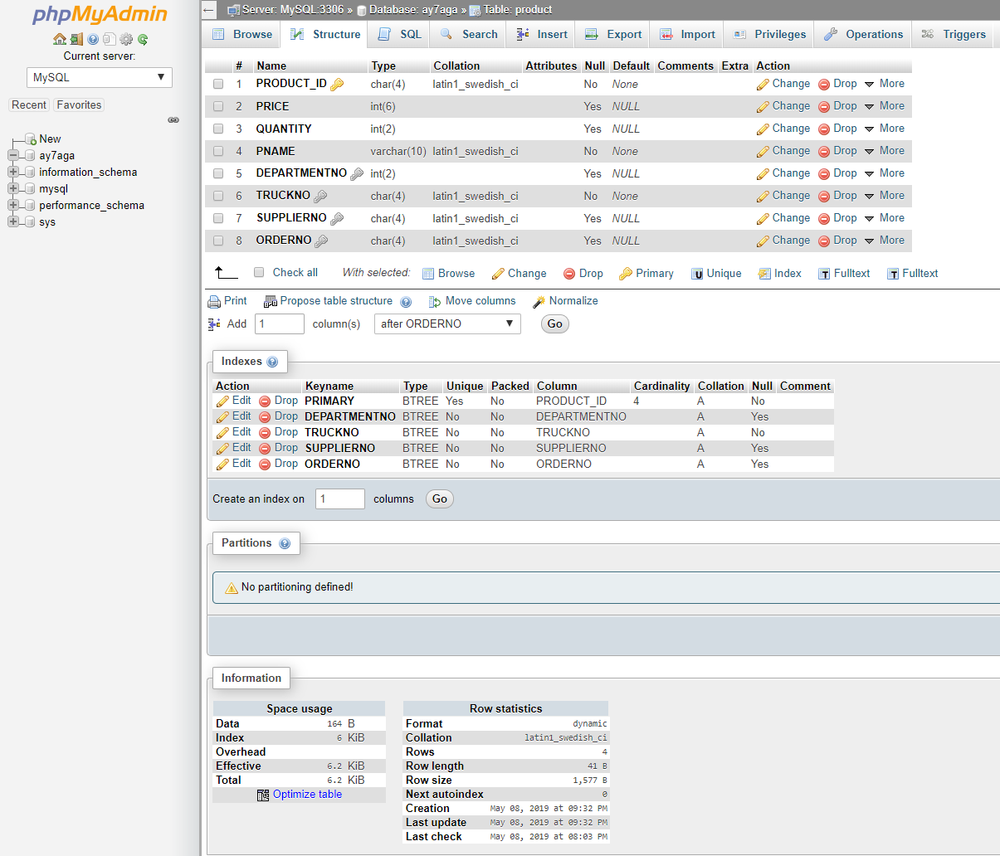 phpMyAdmin
Current server:
MySQL
Recent Favorites
New
ay7aga
information_schema
mysql
performance_schema
sys
Server: MySQL:3306 » Database: ay7aga » Table: product
Browse Structure SQL Search Insert Export Import Privileges Operations Triggers
# Name Type Collation Attributes Null Default Comments Extra Action
1 PRODUCT_ID char(4) latin1_swedish_ci No None Change Drop More
2 PRICE int(6) Yes NULL Change Drop More
3 QUANTITY int(2) Yes NULL Change Drop More
4 PNAME varchar(10) latin1_swedish_ci No None Change Drop More
5 DEPARTMENTNO int(2) Yes NULL Change Drop More
6 TRUCKNO char(4) latin1_swedish_ci No None Change Drop More
7 SUPPLIERNO char(4) latin1_swedish_ci Yes NULL Change Drop More
8 ORDERNO char(4) latin1_swedish_ci Yes NULL Change Drop More
Check all With selected: Browse Change Drop Primary Unique Index Fulltext Fulltext
Print Propose table structure Move columns Normalize
Add 1 column(s) after ORDERNO Go
Indexes
Action Keyname Type Unique Packed Column Cardinality Collation Null Comment
Edit Drop PRIMARY BTREE Yes No PRODUCT_ID 4 A No
Edit Drop DEPARTMENTNO BTREE No No DEPARTMENTNO A Yes
Edit Drop TRUCKNO BTREE No No TRUCKNO A No
Edit Drop SUPPLIERNO BTREE No No SUPPLIERNO A Yes
Edit Drop ORDERNO BTREE No No ORDERNO A Yes
Create an index on 1 columns Go
Partitions
No partitioning defined!
Information
Space usage
Data 164 B
Index 6 KiB
Overhead
Effective 6.2 KiB
Total 6.2 KiB
Optimize table
Row statistics
Format dynamic
Collation latin1_swedish_ci
Rows 4
Row length 41 B
Row size 1,577 B
Next autoindex 0
Creation May 08, 2019 at 09:32 PM
Last update May 08, 2019 at 09:32 PM
Last check May 08, 2019 at 08:03 PM